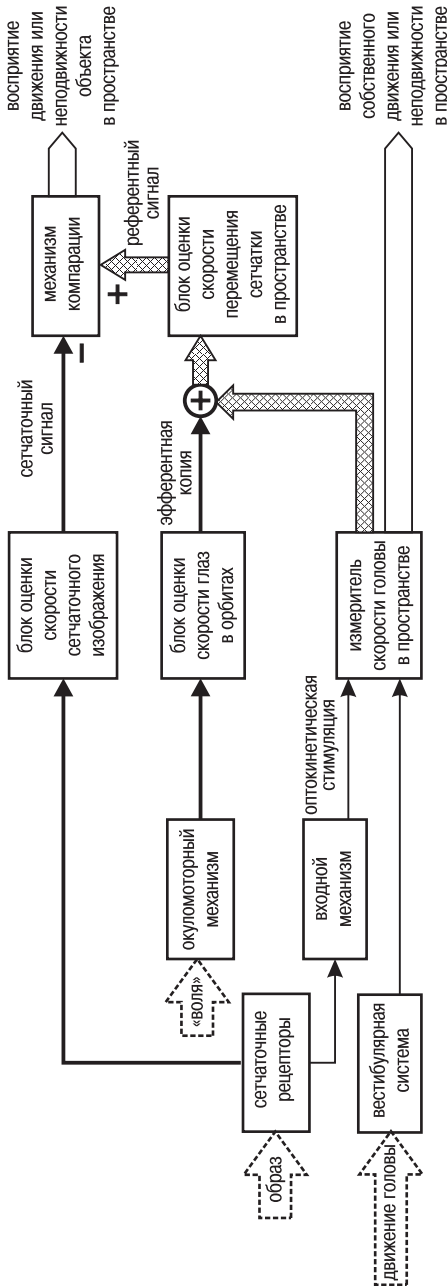 восприятие
движения или
неподвижности
объекта
в пространстве
механизм
компарации
референтный
сигнал
+
−
сетчаточный
сигнал
блок оценки
скорости
сетчаточного
изображения
блок оценки
скорости
перемещения
сетчатки
в пространстве
+
эфферентная
копия
блок оценки
скорости глаз
в орбитах
окуломоторный
механизм
«воля»
восприятие
собственного
движения или
неподвижности
в пространстве
измеритель
скорости головы
в пространстве
оптокинетическая
стимуляция
входной
механизм
сетчаточные
рецепторы
образ
вестибулярная
система
движение головы